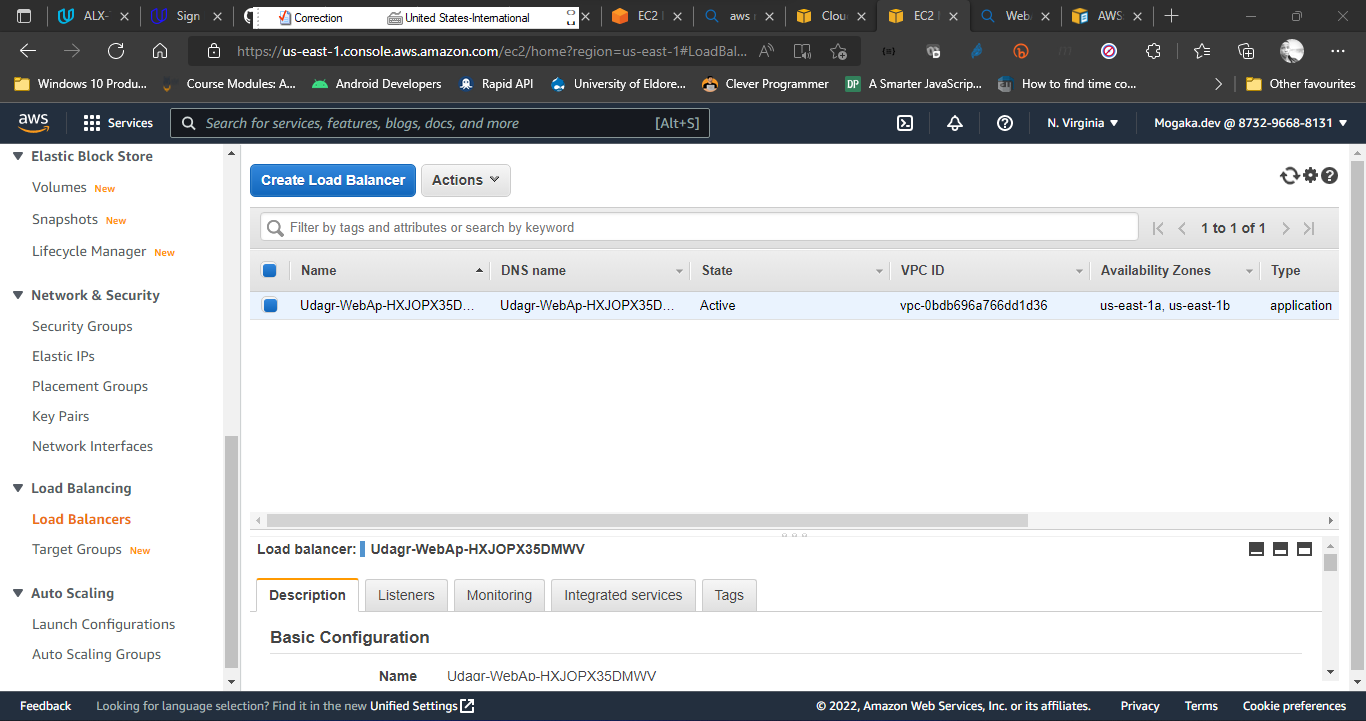 ALX-
Sign
Correction
United States-International
EC2
aws
Clou
EC2
Web
AWS
https://us-east-1.console.aws.amazon.com/ec2/home?region=us-east-1#LoadBal...
Windows 10 Produ...
Course Modules: A...
Android Developers
Rapid API
University of Eldore...
Clever Programmer
DP A Smarter JavaScrip...
How to find time co...
Other favourites
aws
Services
Search for services, features, blogs, docs, and more [Alt+S]
N. Virginia
Mogaka.dev @ 8732-9668-8131
Elastic Block Store
Volumes New
Snapshots New
Lifecycle Manager New
Network & Security
Security Groups
Elastic IPs
Placement Groups
Key Pairs
Network Interfaces
Load Balancing
Load Balancers
Target Groups New
Auto Scaling
Launch Configurations
Auto Scaling Groups
Create Load Balancer
Actions
Filter by tags and attributes or search by keyword
1 to 1 of 1
Name DNS name State VPC ID Availability Zones Type
Udagr-WebAp-HXJOPX35D... Udagr-WebAp-HXJOPX35D... Active vpc-0bdb696a766dd1d36 us-east-1a, us-east-1b application
Load balancer: Udagr-WebAp-HXJOPX35DMWV
Description Listeners Monitoring Integrated services Tags
Basic Configuration
Name Udagr-WebAp-HXJOPX35DMWV
Feedback
Looking for language selection? Find it in the new Unified Settings
© 2022, Amazon Web Services, Inc. or its affiliates.
Privacy
Terms
Cookie preferences